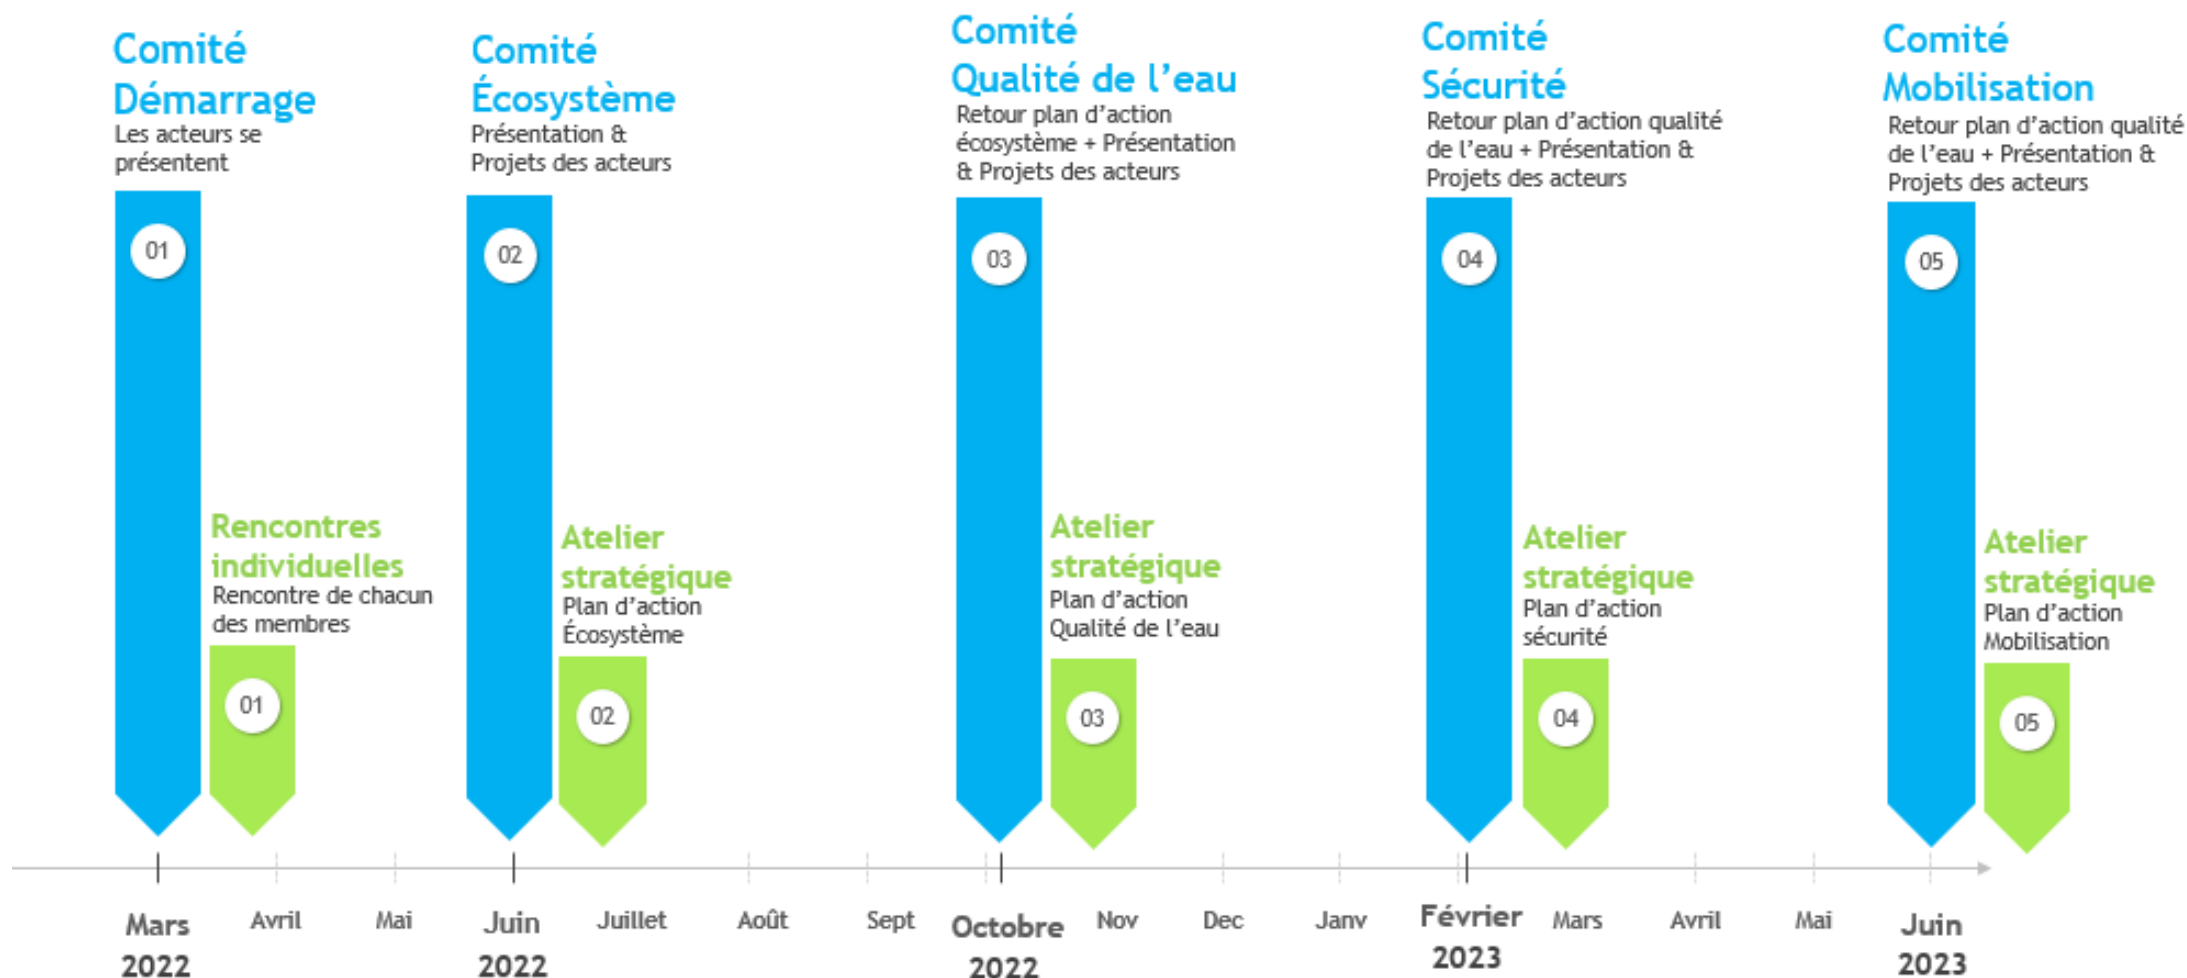 Comité
Démarrage
Les acteurs se
présentent
01
Comité
Écosystème
Présentation &
Projets des acteurs
02
Comité
Qualité de l'eau
Retour plan d'action
écosystème + Présentation
& Projets des acteurs
03
Comité
Sécurité
Retour plan d'action qualité
de l'eau + Présentation &
Projets des acteurs
04
Comité
Mobilisation
Retour plan d'action qualité
de l'eau + Présentation &
Projets des acteurs
05
Rencontres
individuelles
Rencontre de chacun
des membres
01
Atelier
stratégique
Plan d'action
Écosystème
02
Atelier
stratégique
Plan d'action
Qualité de l'eau
03
Atelier
stratégique
Plan d'action
sécurité
04
Atelier
stratégique
Plan d'action
Mobilisation
05
Mars
2022
Avril
Mai
Juin
2022
Juillet
Août
Sept
Octobre
2022
Nov
Dec
Janv
Février
2023
Mars
Avril
Mai
Juin
2023